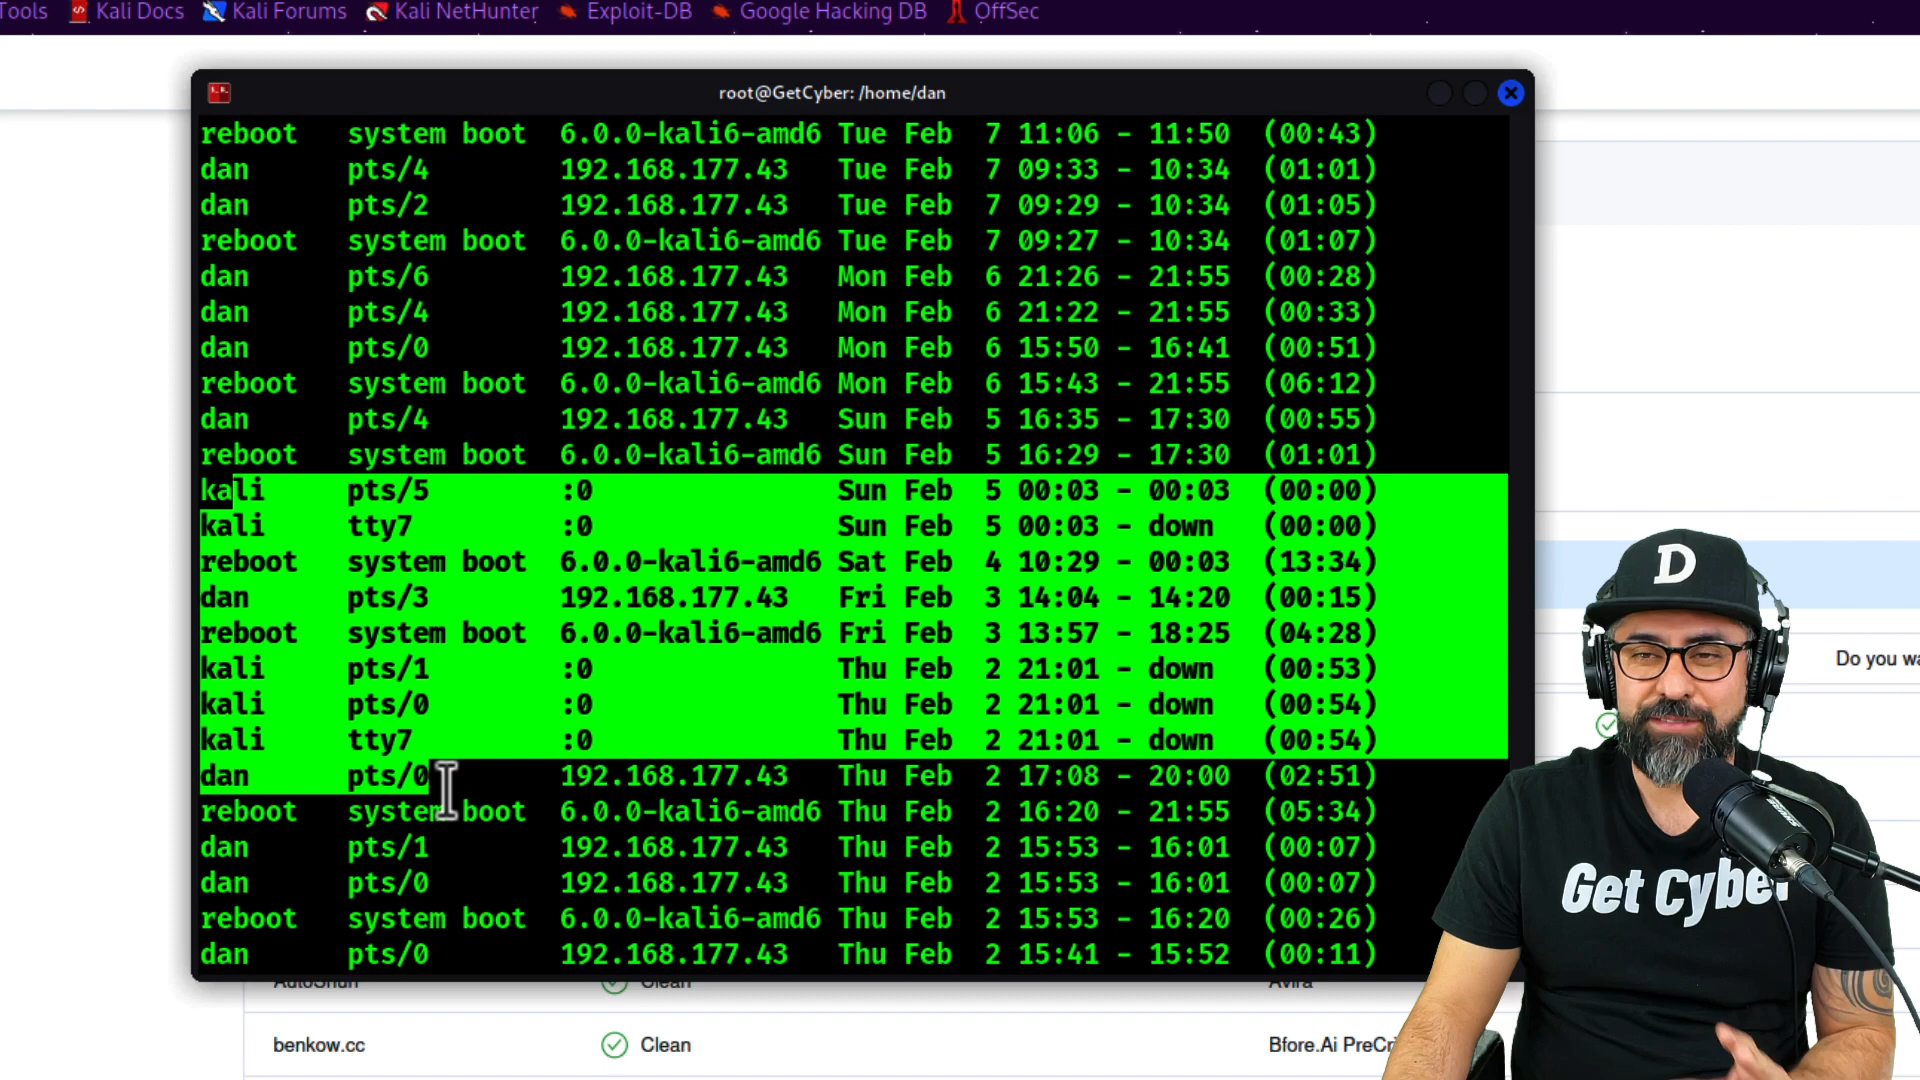 Tools Kali Docs Kali Forums Kali NetHunter Exploit-DB Google Hacking DB OffSec
root@GetCyber: /home/dan
reboot system boot 6.0.0-kali6-amd6 Tue Feb 7 11:06 - 11:50 (00:43)
dan pts/4 192.168.177.43 Tue Feb 7 09:33 - 10:34 (01:01)
dan pts/2 192.168.177.43 Tue Feb 7 09:29 - 10:34 (01:05)
reboot system boot 6.0.0-kali6-amd6 Tue Feb 7 09:27 - 10:34 (01:07)
dan pts/6 192.168.177.43 Mon Feb 6 21:26 - 21:55 (00:28)
dan pts/4 192.168.177.43 Mon Feb 6 21:22 - 21:55 (00:33)
dan pts/0 192.168.177.43 Mon Feb 6 15:50 - 16:41 (00:51)
reboot system boot 6.0.0-kali6-amd6 Mon Feb 6 15:43 - 21:55 (06:12)
dan pts/4 192.168.177.43 Sun Feb 5 16:35 - 17:30 (00:55)
reboot system boot 6.0.0-kali6-amd6 Sun Feb 5 16:29 - 17:30 (01:01)
kali pts/5 :0 Sun Feb 5 00:03 - 00:03 (00:00)
kali tty7 :0 Sun Feb 5 00:03 - down (00:00)
reboot system boot 6.0.0-kali6-amd6 Sat Feb 4 10:29 - 00:03 (13:34)
dan pts/3 192.168.177.43 Fri Feb 3 14:04 - 14:20 (00:15)
reboot system boot 6.0.0-kali6-amd6 Fri Feb 3 13:57 - 18:25 (04:28)
kali pts/1 :0 Thu Feb 2 21:01 - down (00:53)
kali pts/0 :0 Thu Feb 2 21:01 - down (00:54)
kali tty7 :0 Thu Feb 2 21:01 - down (00:54)
dan pts/0 192.168.177.43 Thu Feb 2 17:08 - 20:00 (02:51)
reboot system boot 6.0.0-kali6-amd6 Thu Feb 2 16:20 - 21:55 (05:34)
dan pts/1 192.168.177.43 Thu Feb 2 15:53 - 16:01 (00:07)
dan pts/0 192.168.177.43 Thu Feb 2 15:53 - 16:01 (00:07)
reboot system boot 6.0.0-kali6-amd6 Thu Feb 2 15:53 - 16:20 (00:26)
dan pts/0 192.168.177.43 Thu Feb 2 15:41 - 15:52 (00:11)
D
Do you wa
Get Cyber
SHURE
AutoShun Clean Avira
benkow.cc Clean Bfore.Ai PreCri